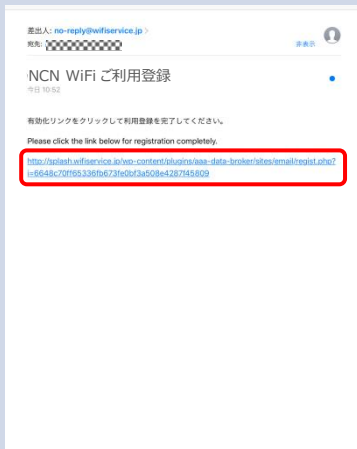 差出人: no-reply@wifiservice.jp >
宛先:
非表示
NCN WiFi ご利用登録
今日 10:52
有効化リンクをクリックして利用登録を完了してください。
Please click the link below for registration completely.
http://splash.wifiservice.jp/wp-content/plugins/aaa-data-broker/sites/email/regist.php?
i=6648c70ff65336fb673fe0bf3a508e4287f45809